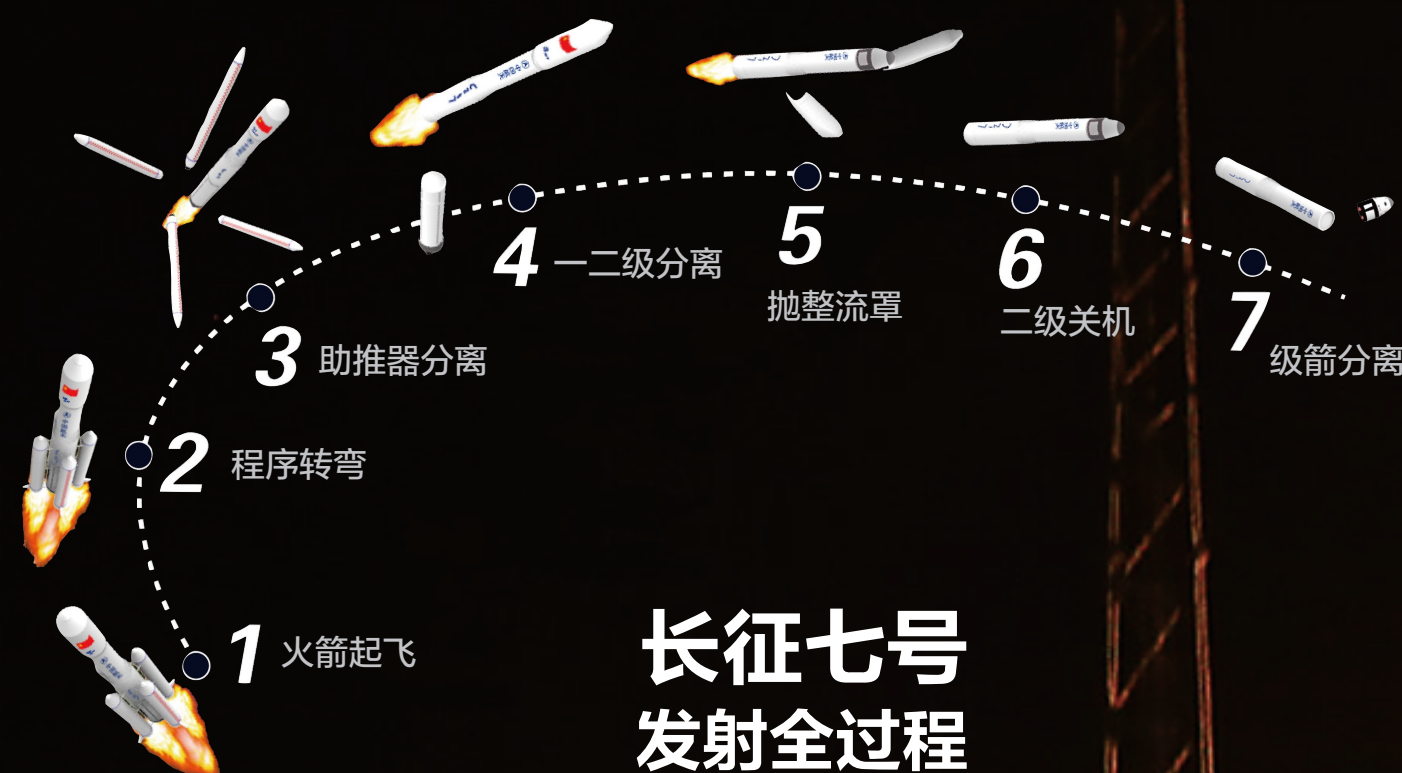 1 火箭起飞
2 程序转弯
3 助推器分离
4 一二级分离
5
抛整流罩
6
二级关机
7
级箭分离
长征七号
发射全过程